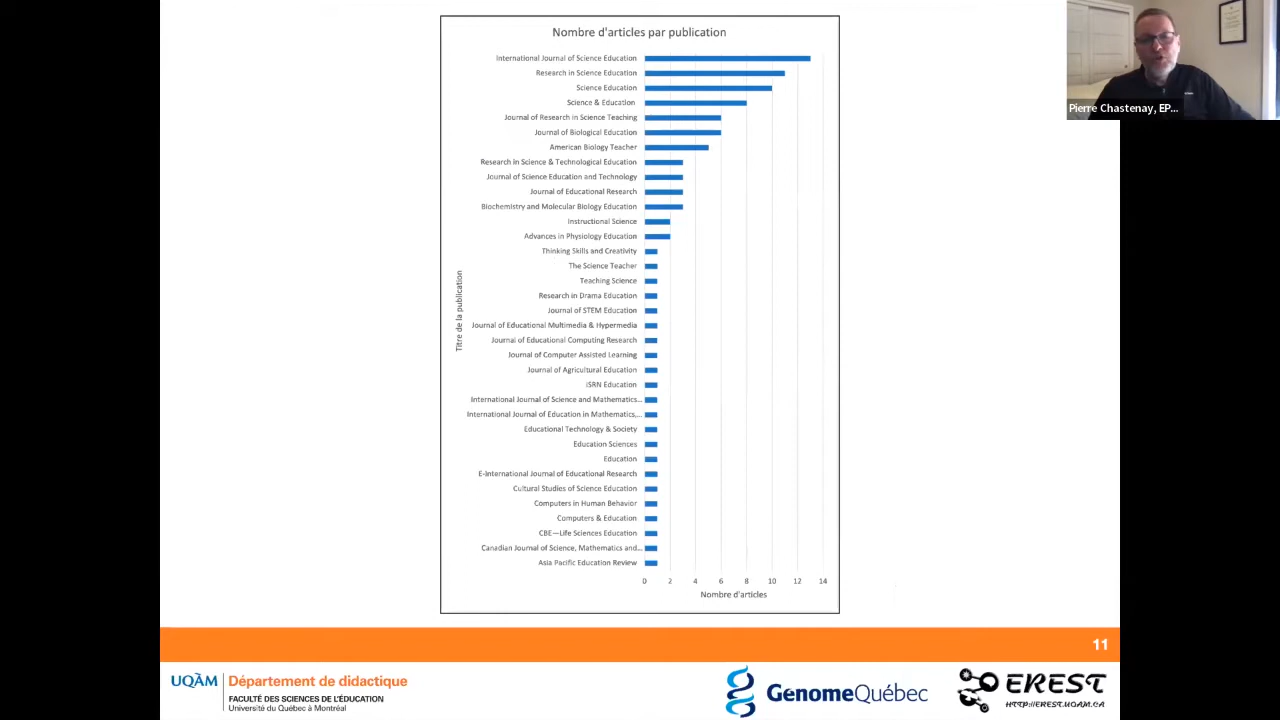 Nombre d'articles par publication
International Journal of Science Education
Research in Science Education
Science Education
Science & Education
Journal of Research in Science Teaching
Journal of Biological Education
American Biology Teacher
Research in Science & Technological Education
Journal of Science Education and Technology
Journal of Educational Research
Biochemistry and Molecular Biology Education
Instructional Science
Advances in Physiology Education
Thinking Skills and Creativity
The Science Teacher
Teaching Science
Research in Drama Education
Journal of STEM Education
Journal of Educational Multimedia & Hypermedia
Journal of Educational Computing Research
Journal of Computer Assisted Learning
Journal of Agricultural Education
iSRN Education
International Journal of Science and Mathematics...
International Journal of Education in Mathematics,...
Educational Technology & Society
Education Sciences
Education
E-International Journal of Educational Research
Cultural Studies of Science Education
Computers in Human Behavior
Computers & Education
CBE—Life Sciences Education
Canadian Journal of Science, Mathematics and...
Asia Pacific Education Review
Titre de la publication
0 2 4 6 8 10 12 14
Nombre d'articles
Pierre Chastenay, EP...
11
UQÀM
Département de didactique
FACULTÉ DES SCIENCES DE L'ÉDUCATION
Université du Québec à Montréal
GenomeQuébec
EREST
HTTP://EREST.UQAM.CA